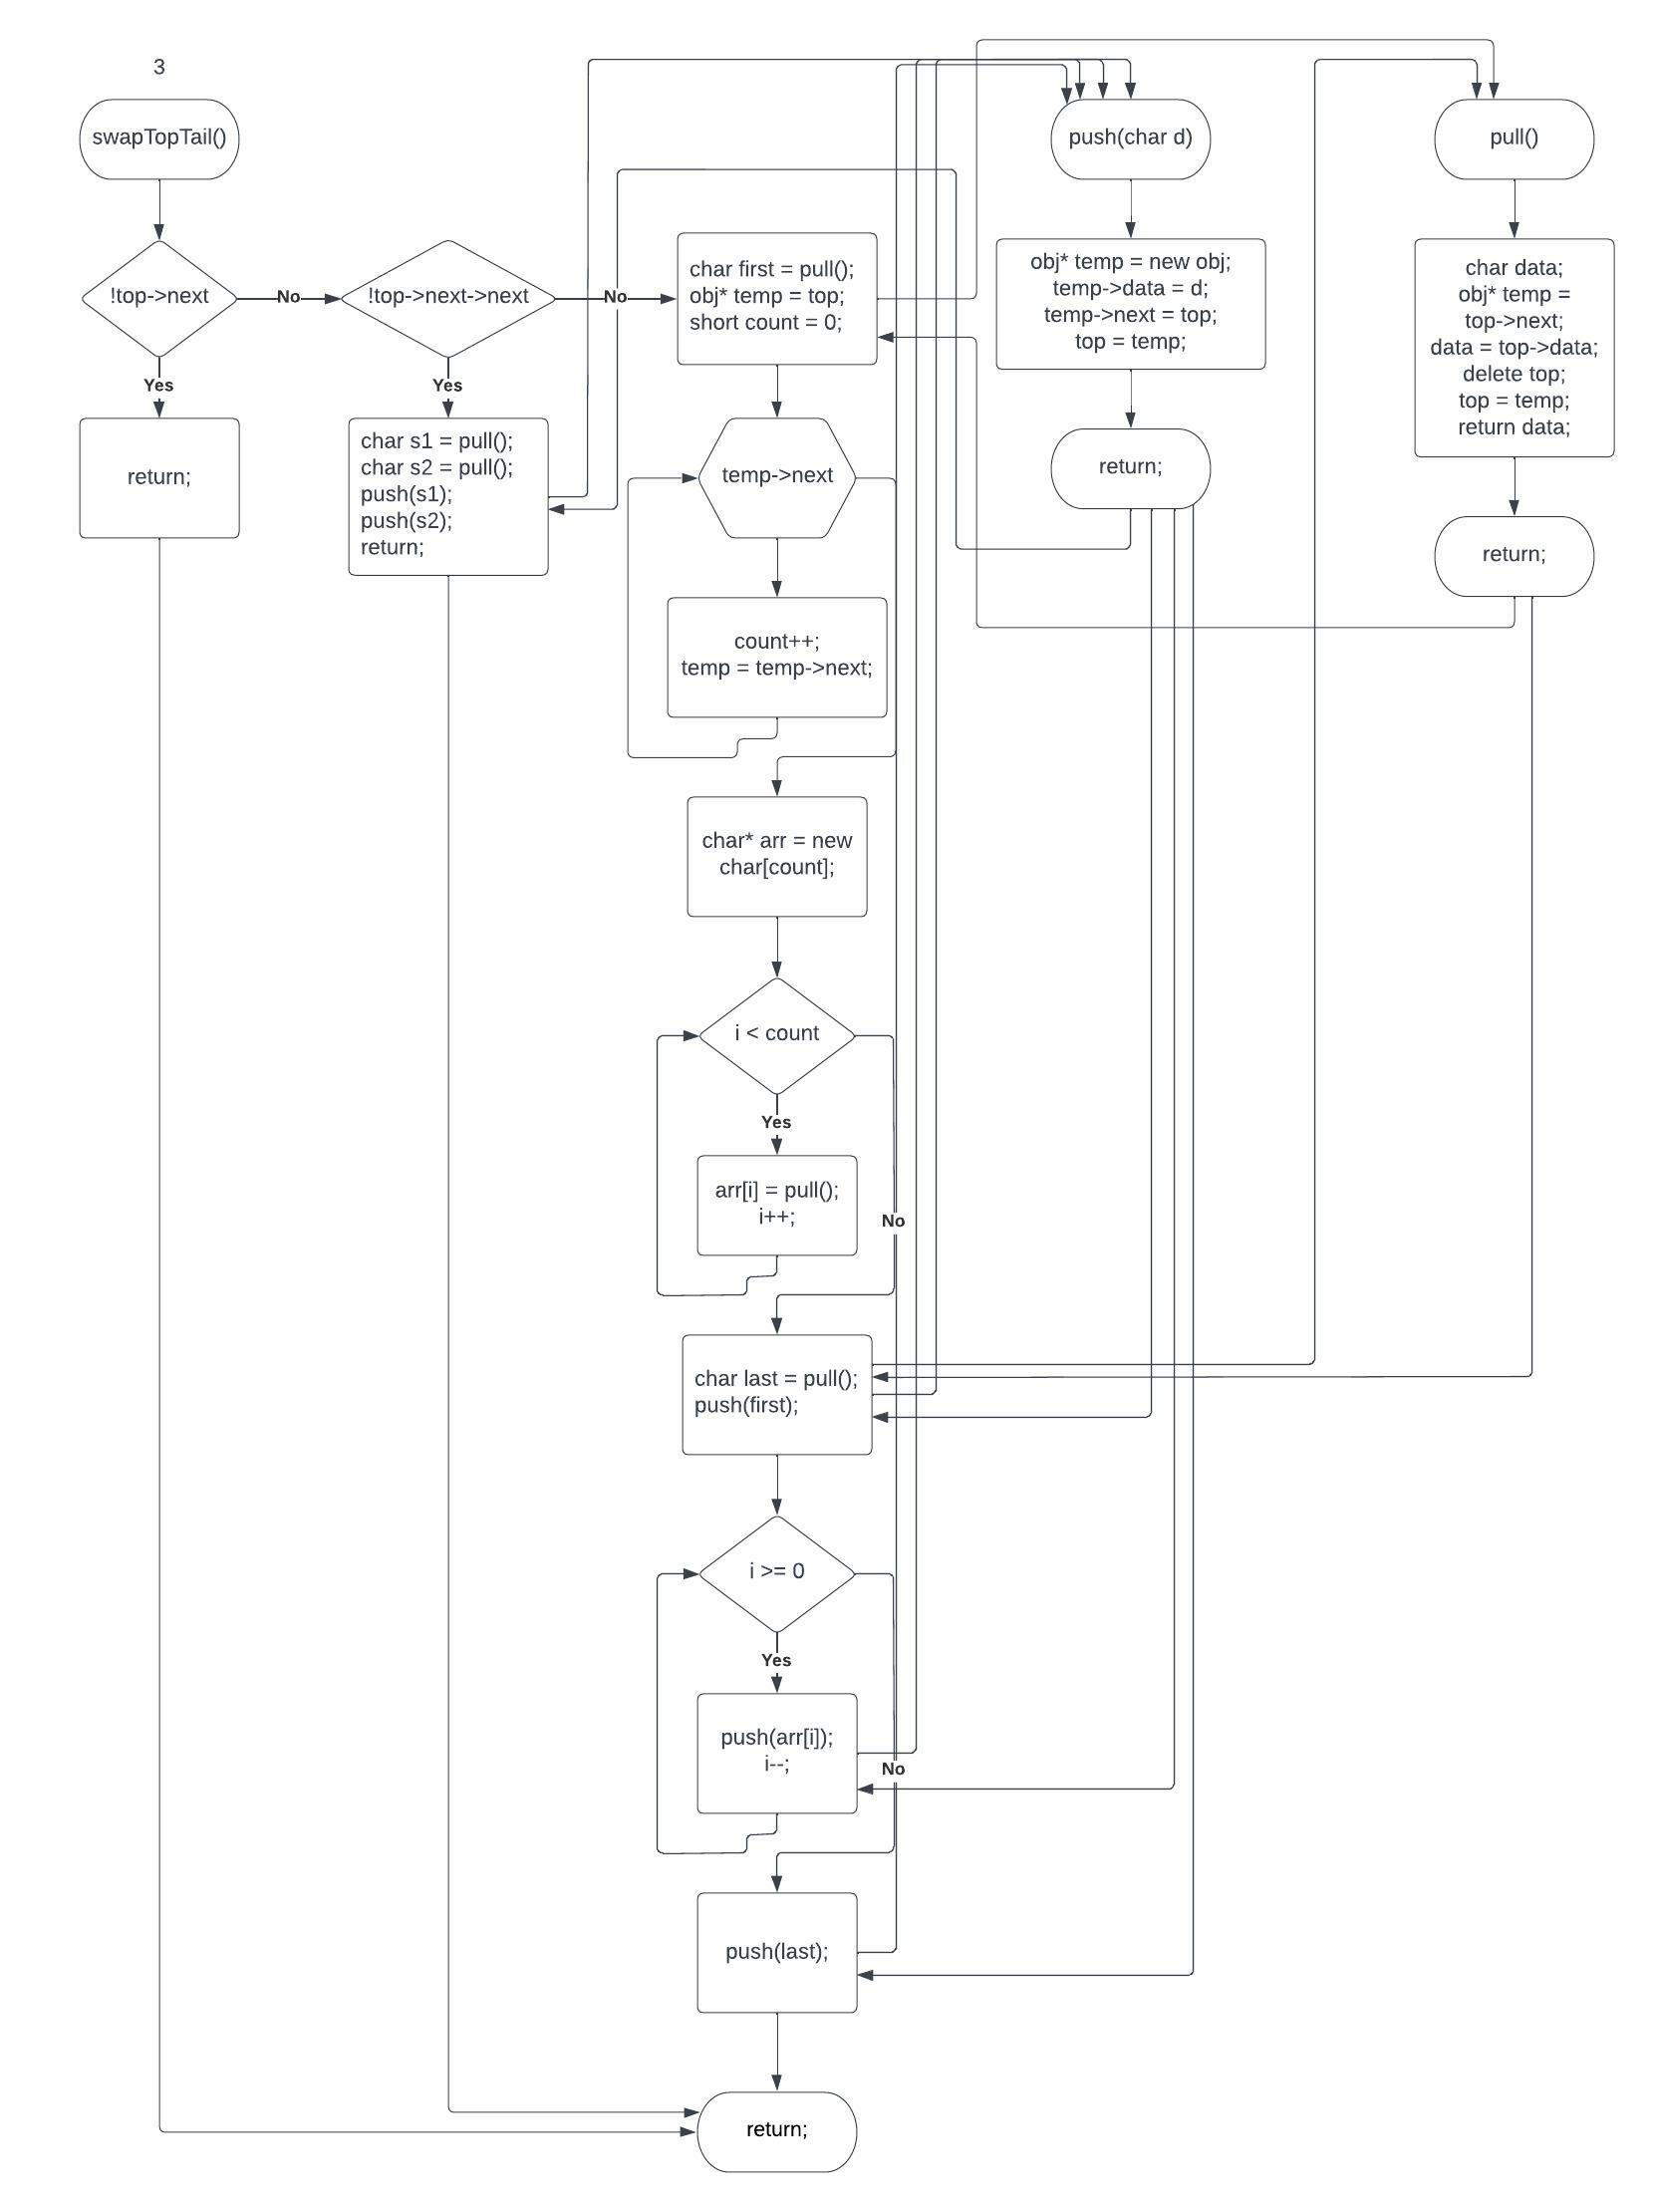 3
swapTopTail()
!top->next
No
Yes
return;
!top->next->next
No
Yes
char s1 = pull();
char s2 = pull();
push(s1);
push(s2);
return;
char first = pull();
obj* temp = top;
short count = 0;
temp->next
count++;
temp = temp->next;
char* arr = new
char[count];
i < count
Yes
arr[i] = pull();
i++;
No
char last = pull();
push(first);
i >= 0
Yes
push(arr[i]);
i--;
No
push(last);
return;
push(char d)
obj* temp = new obj;
temp->data = d;
temp->next = top;
top = temp;
return;
pull()
char data;
obj* temp =
top->next;
data = top->data;
delete top;
top = temp;
return data;
return;